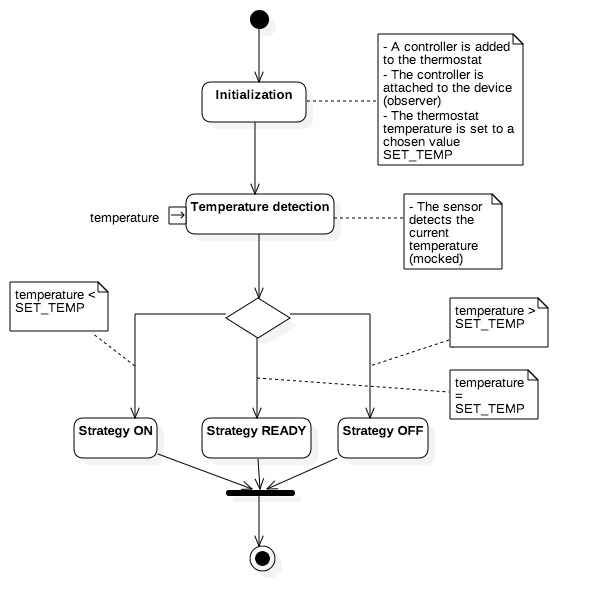 Initialization
- A controller is added
to the thermostat
- The controller is
attached to the device
(observer)
- The thermostat
temperature is set to a
chosen value
SET_TEMP
Temperature detection
temperature
- The sensor
detects the
current
temperature
(mocked)
temperature <
SET_TEMP
temperature >
SET_TEMP
temperature
=
SET_TEMP
Strategy ON
Strategy READY
Strategy OFF